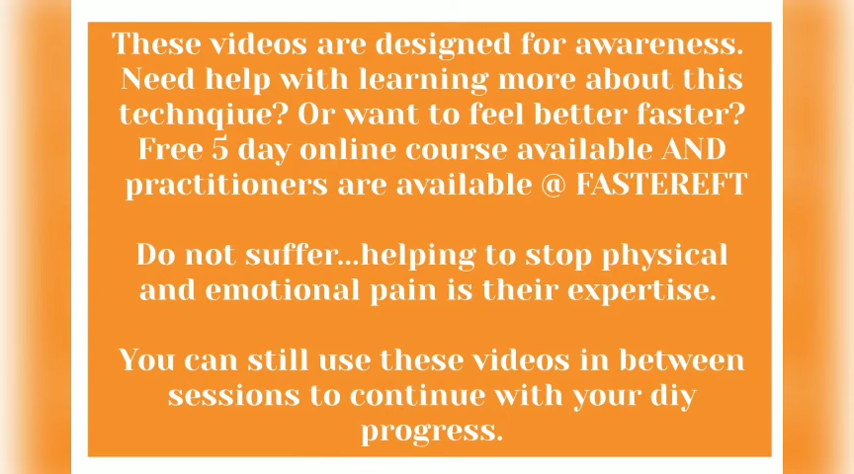 These videos are designed for awareness.
Need help with learning more about this
technqiue? Or want to feel better faster?
Free 5 day online course available AND
practitioners are available @ FASTEREFT
Do not suffer...helping to stop physical
and emotional pain is their expertise.
You can still use these videos in between
sessions to continue with your diy
progress.